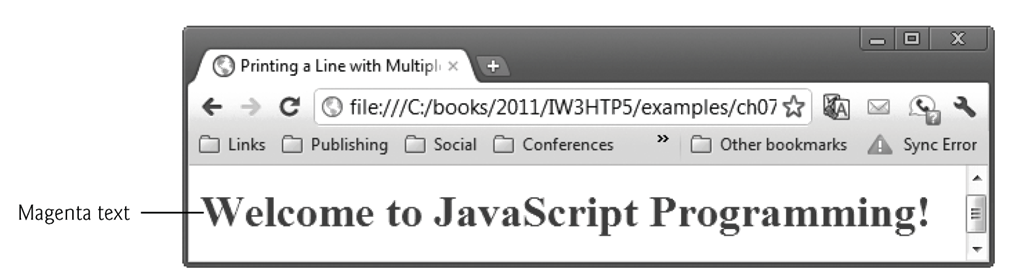 Printing a Line with Multipl
file:///C:/books/2011/IW3HTP5/examples/ch07
Links Publishing Social Conferences » Other bookmarks Sync Error
Magenta text
Welcome to JavaScript Programming!